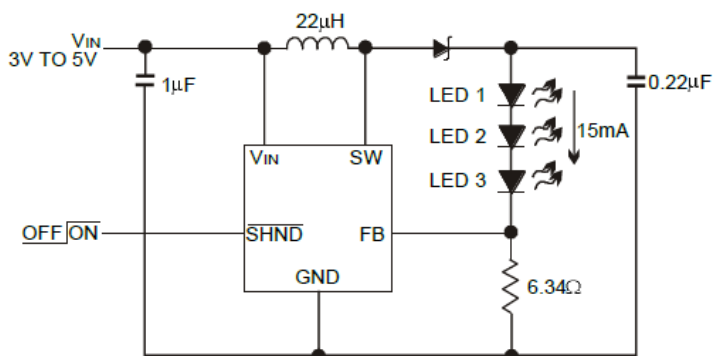 22µH
VIN
3V TO 5V
1µF
0.22µF
LED 1
LED 2
15mA
LED 3
VIN
SW
OFF ON
SHND
FB
GND
6.34Ω